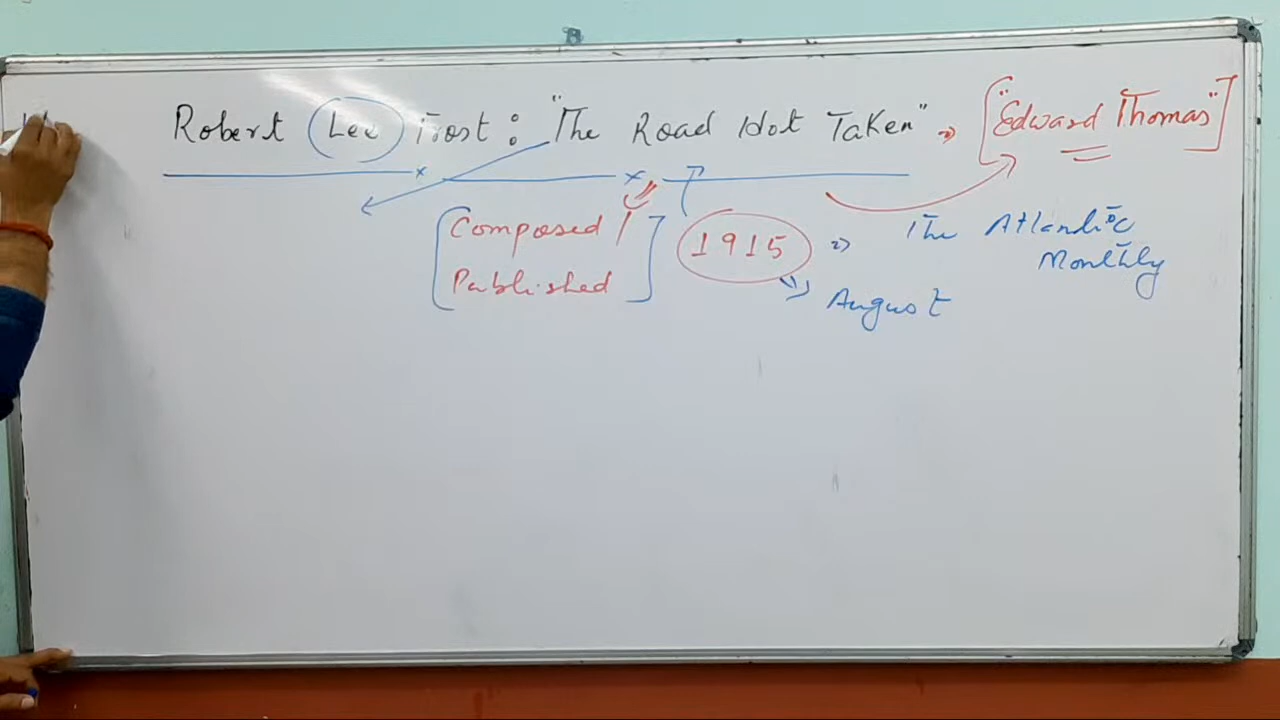 Robert Lee Frost : "The Road Not Taken" ⇒ ["Edward Thomas"]
[Composed /
Published]
1915 ⇒ The Atlantic
Monthly
August